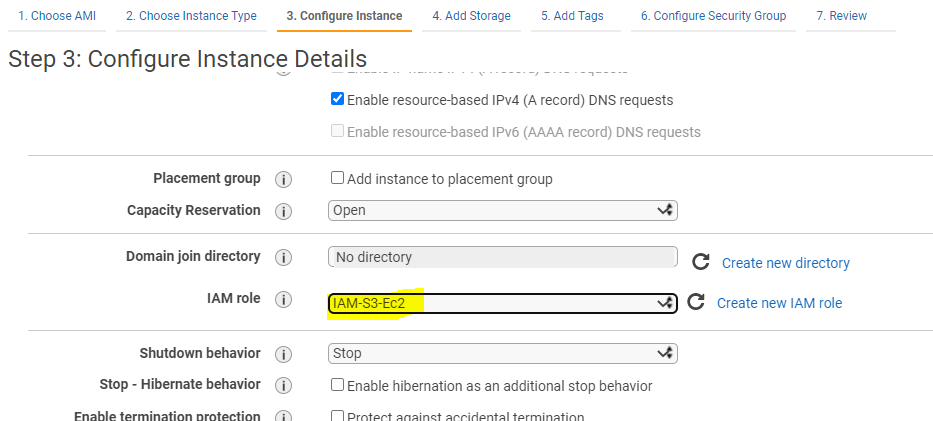 1. Choose AMI 2. Choose Instance Type 3. Configure Instance 4. Add Storage 5. Add Tags 6. Configure Security Group 7. Review
Step 3: Configure Instance Details
DNS requests
Enable resource-based IPv4 (A record) DNS requests
Enable resource-based IPv6 (AAAA record) DNS requests
Placement group i Add instance to placement group
Capacity Reservation i Open
Domain join directory i No directory Create new directory
IAM role i IAM-S3-Ec2 Create new IAM role
Shutdown behavior i Stop
Stop - Hibernate behavior i Enable hibernation as an additional stop behavior
Enable termination protection i Protect against accidental termination